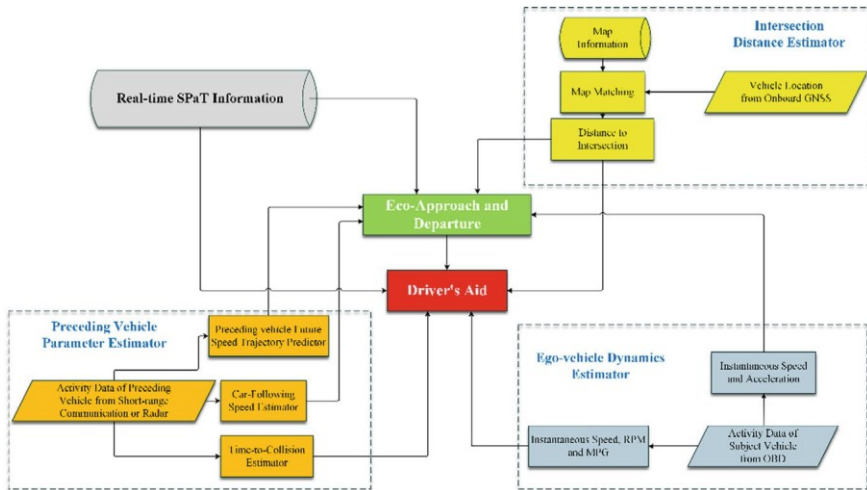 Intersection
Distance Estimator
Map
Information
Map Matching
Vehicle Location
from Onboard GNSS
Distance to
Intersection
Real-time SPaT Information
Eco-Approach and
Departure
Driver's Aid
Preceding Vehicle
Parameter Estimator
Preceding vehicle Future
Speed Trajectory Predictor
Activity Data of Preceding
Vehicle from Short-range
Communication or Radar
Car-Following
Speed Estimator
Time-to-Collision
Estimator
Ego-vehicle Dynamics
Estimator
Instantaneous Speed
and Acceleration
Instantaneous Speed, RPM
and MPG
Activity Data of
Subject Vehicle
from OBD